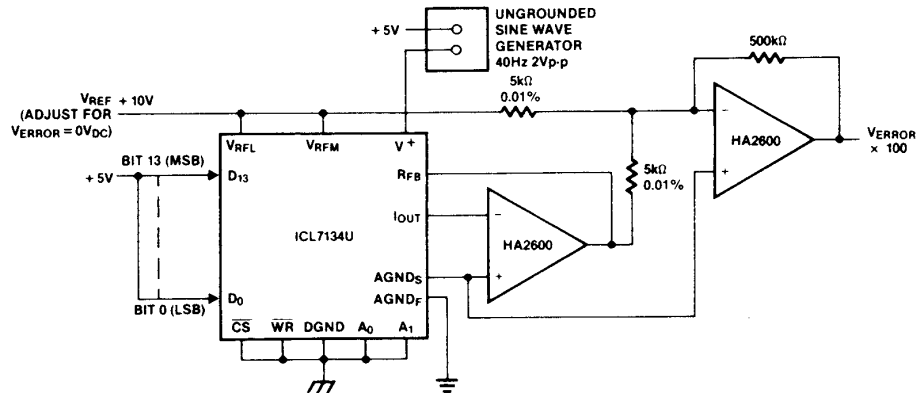 UNGROUNDED
SINE WAVE
GENERATOR
40Hz 2Vp-p
+ 5V
500kΩ
5kΩ
0.01%
VREF + 10V
(ADJUST FOR
VERROR = 0VDC)
VRFL
VRFM
V+
HA2600
VERROR
× 100
BIT 13 (MSB)
+ 5V
D13
RFB
5kΩ
0.01%
IOUT
ICL7134U
HA2600
AGNDS
D0
AGNDF
BIT 0 (LSB)
CS
WR
DGND
A0
A1